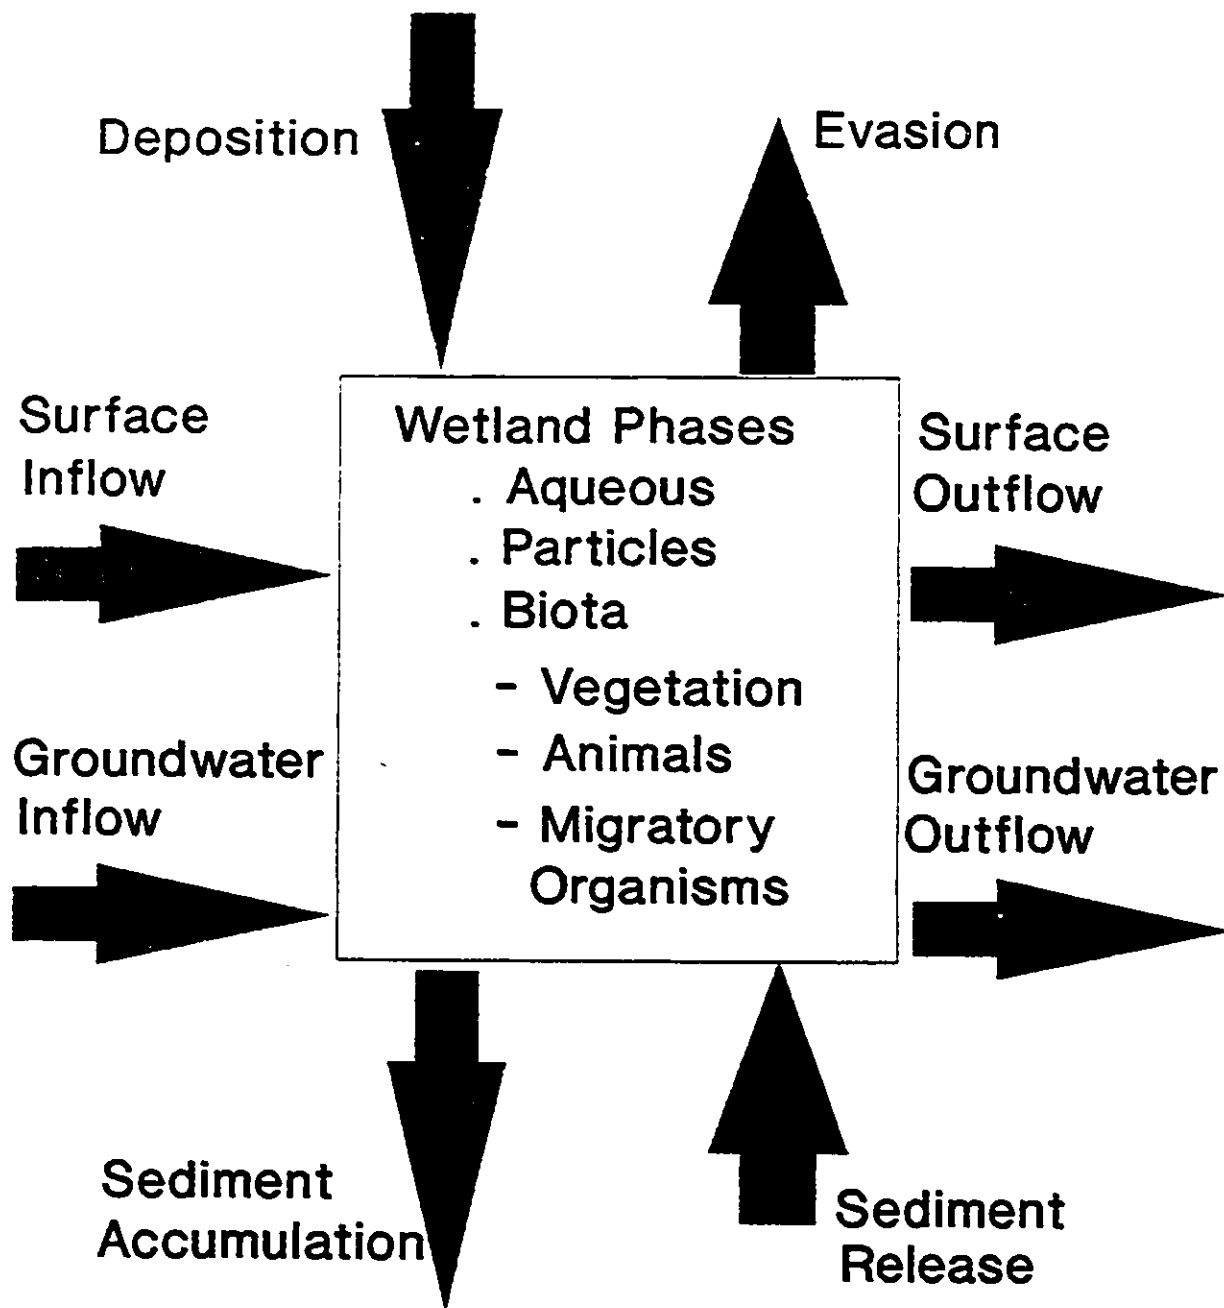 Deposition
Evasion
Surface
Inflow
Wetland Phases
. Aqueous
. Particles
. Biota
- Vegetation
- Animals
- Migratory
Organisms
Surface
Outflow
Groundwater
Inflow
Groundwater
Outflow
Sediment
Accumulation
Sediment
Release